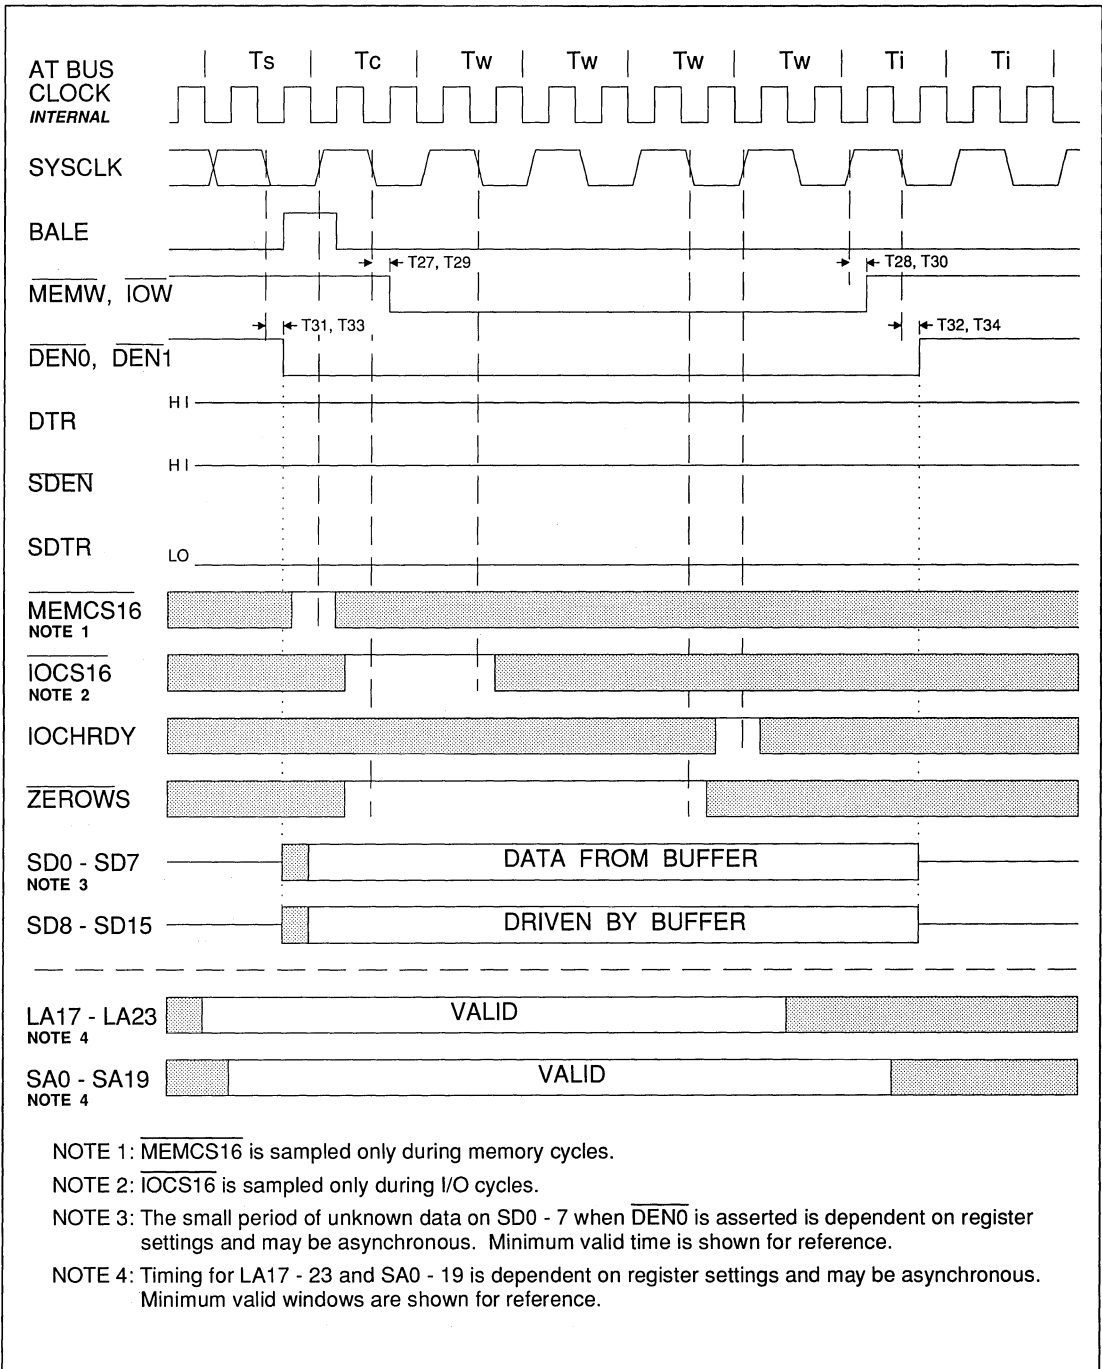 Ts Tc Tw Tw Tw Tw Ti Ti
AT BUS
CLOCK
INTERNAL
SYSCLK
BALE
T27, T29 T28, T30
MEMW, IOW
T31, T33 T32, T34
DEN0, DEN1
HI
DTR
HI
SDEN
SDTR
LO
MEMCS16
NOTE 1
IOCS16
NOTE 2
IOCHRDY
ZEROWS
SD0 - SD7 DATA FROM BUFFER
NOTE 3
SD8 - SD15 DRIVEN BY BUFFER
LA17 - LA23 VALID
NOTE 4
SA0 - SA19 VALID
NOTE 4
NOTE 1: MEMCS16 is sampled only during memory cycles.
NOTE 2: IOCS16 is sampled only during I/O cycles.
NOTE 3: The small period of unknown data on SD0 - 7 when DEN0 is asserted is dependent on register
settings and may be asynchronous. Minimum valid time is shown for reference.
NOTE 4: Timing for LA17 - 23 and SA0 - 19 is dependent on register settings and may be asynchronous.
Minimum valid windows are shown for reference.